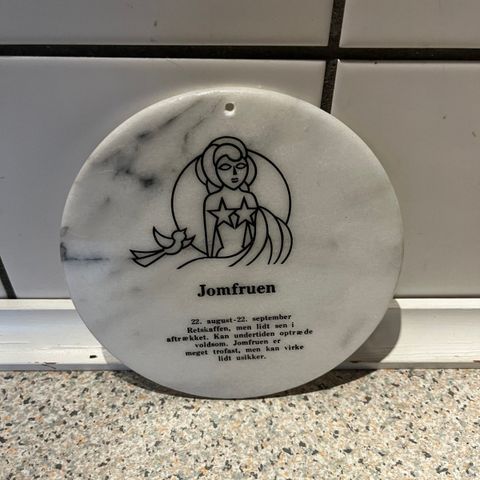 Jomfruen
22. august-22. september
Retskaffen, men lidt sen i
aftrækket. Kan undertiden optræde
voldsom. Jomfruen er
meget trofast, men kan virke
lidt usikker.